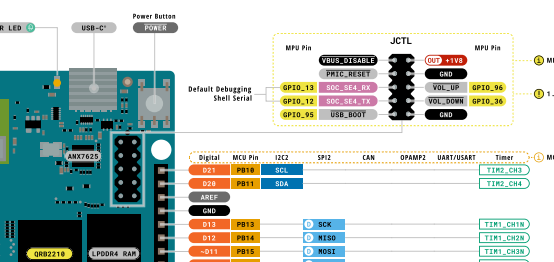 Power Button
R LED
USB-C®
POWER
JCTL
MPU Pin
MPU Pin
VBUS_DISABLE
OUT +1V8
PMIC_RESET
GND
Default Debugging
Shell Serial
GPIO_13 SOC_SE4_RX
VOL_UP GPIO_96
GPIO_12 SOC_SE4_TX
VOL_DOWN GPIO_36
GPIO_95 USB_BOOT
GND
ANX7625
Digital MCU Pin I2C2 SPI2 CAN OPAMP2 UART/USART Timer
D21 PB10 SCL TIM2_CH3
D20 PB11 SDA TIM2_CH4
AREF
GND
D13 PB13 D SCK TIM1_CH1N
D12 PB14 D MISO TIM1_CH2N
~D11 PB15 D MOSI TIM1_CH3N
QRB2210
LPDDR4 RAM